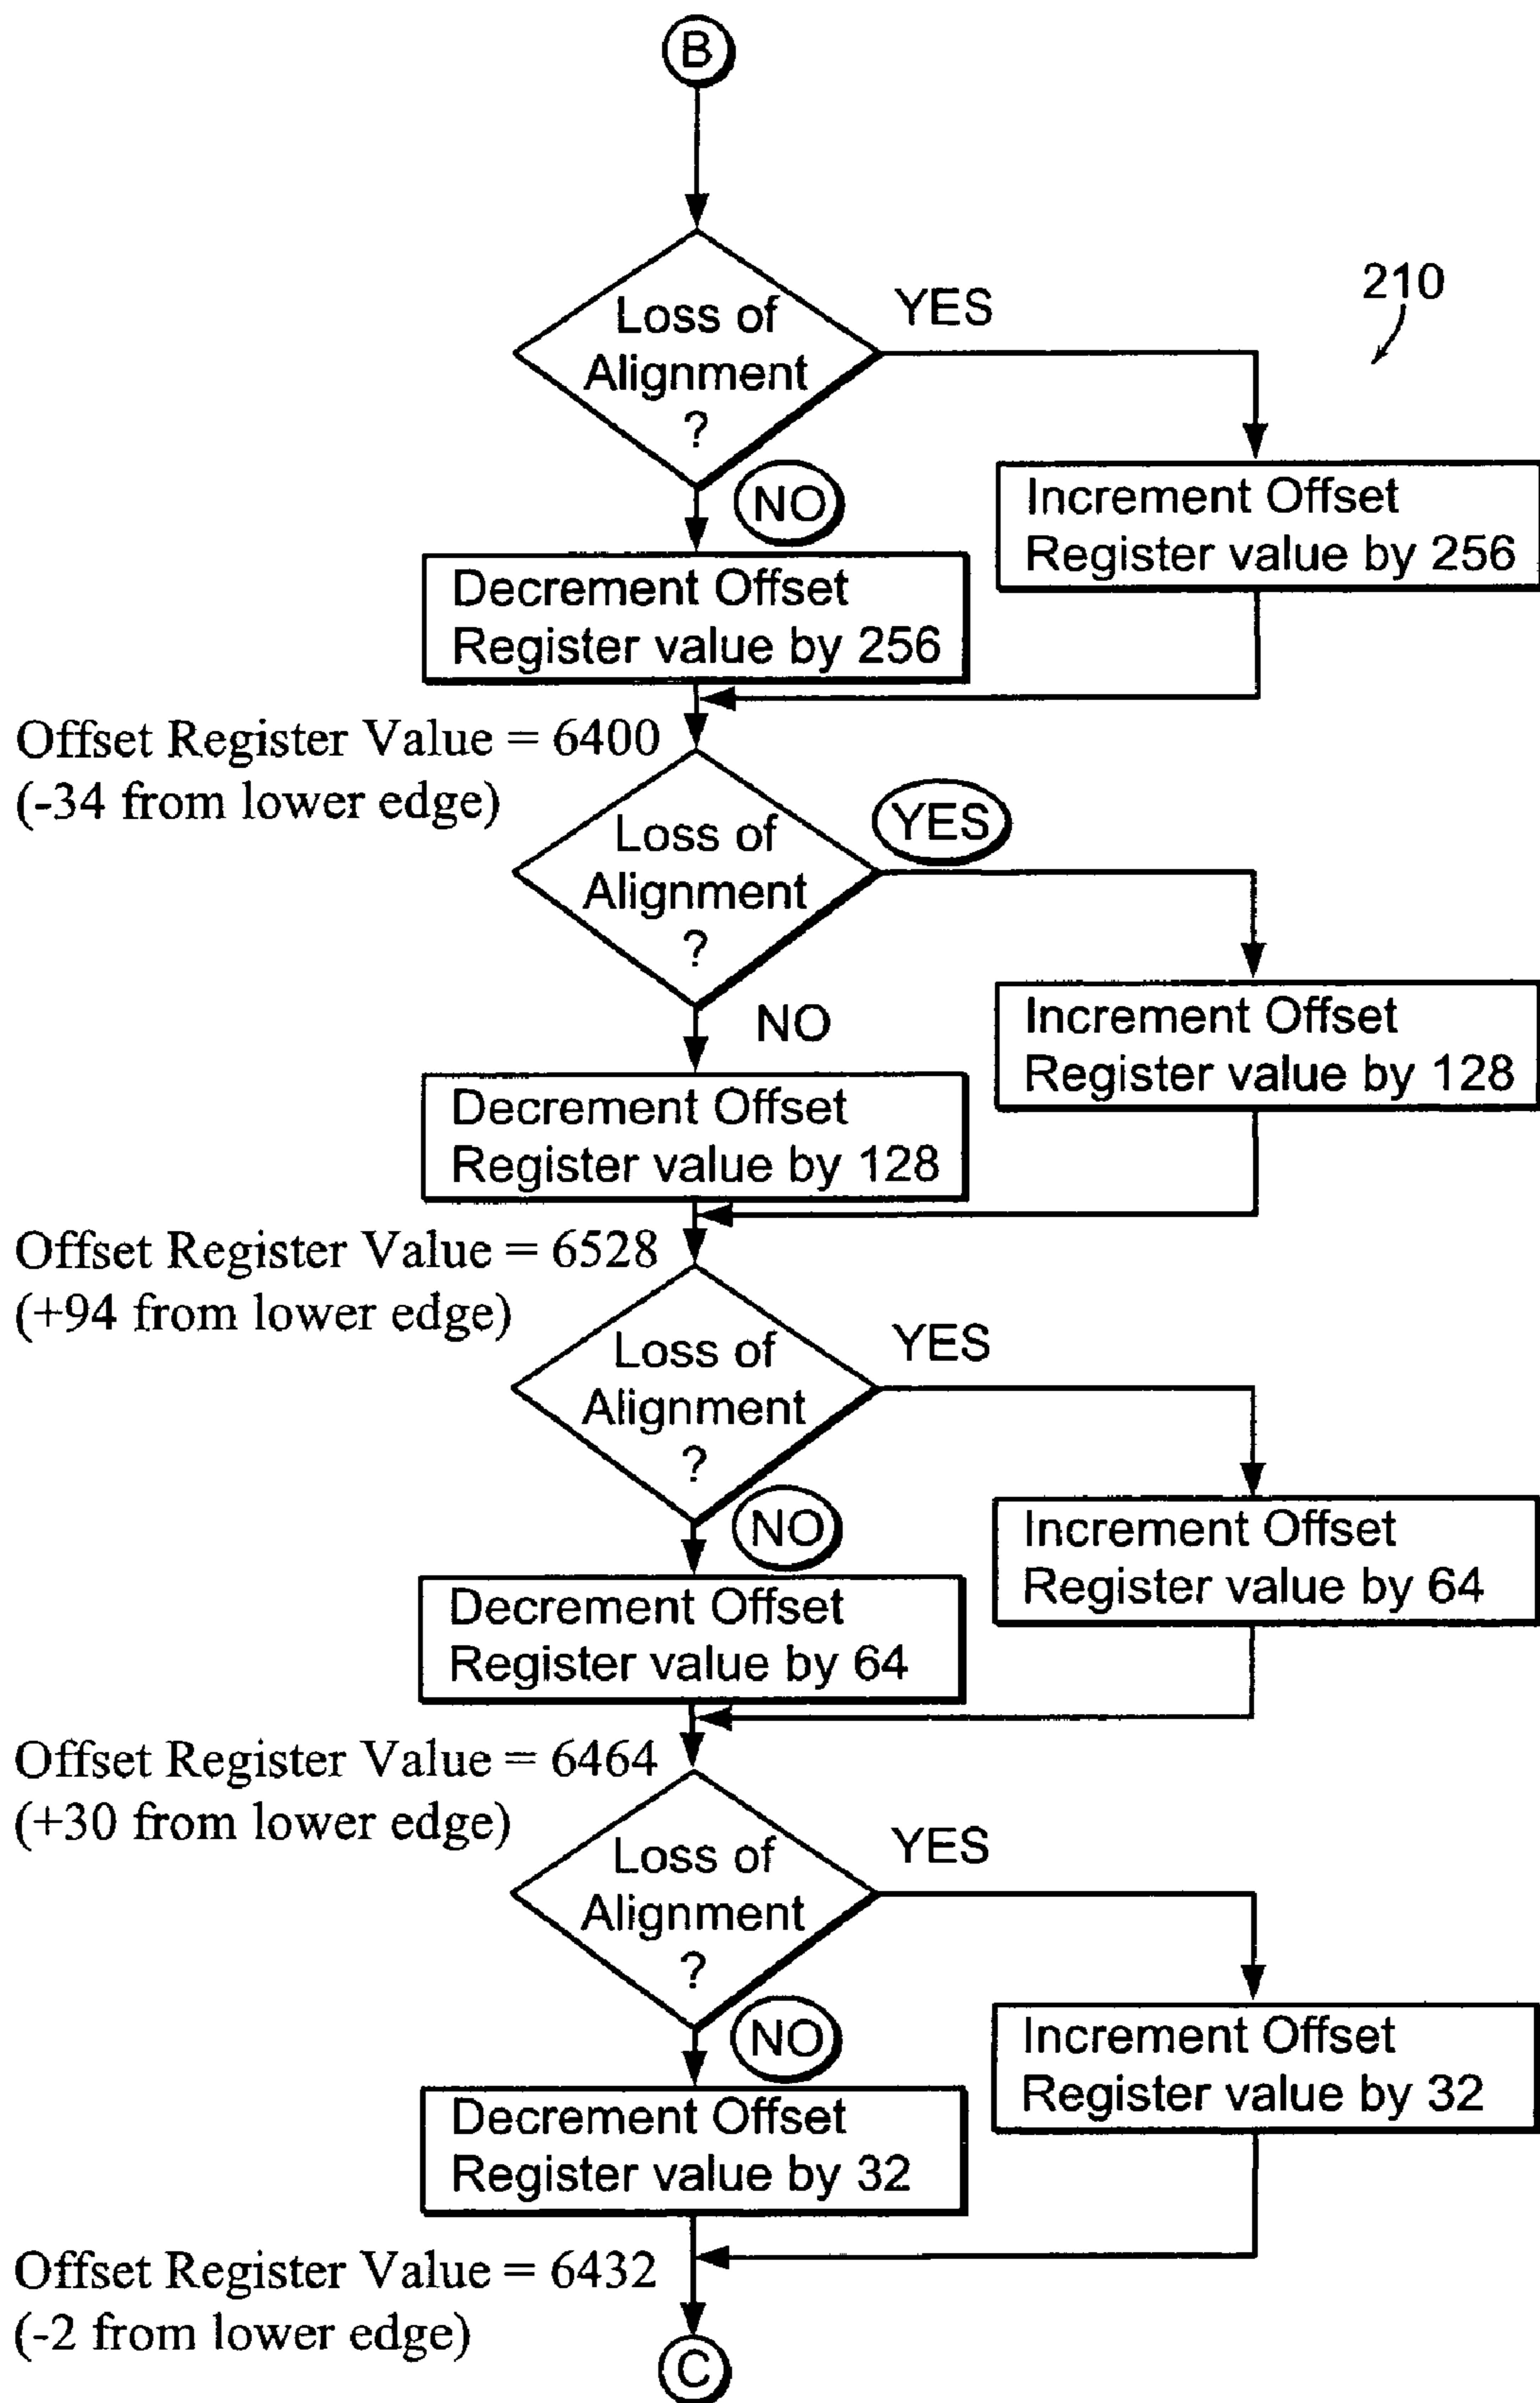 B
Loss of
Alignment
?
YES
210
NO
Increment Offset
Register value by 256
Decrement Offset
Register value by 256
Offset Register Value = 6400
(-34 from lower edge)
Loss of
Alignment
?
YES
NO
Increment Offset
Register value by 128
Decrement Offset
Register value by 128
Offset Register Value = 6528
(+94 from lower edge)
Loss of
Alignment
?
YES
NO
Increment Offset
Register value by 64
Decrement Offset
Register value by 64
Offset Register Value = 6464
(+30 from lower edge)
Loss of
Alignment
?
YES
NO
Increment Offset
Register value by 32
Decrement Offset
Register value by 32
Offset Register Value = 6432
(-2 from lower edge)
C